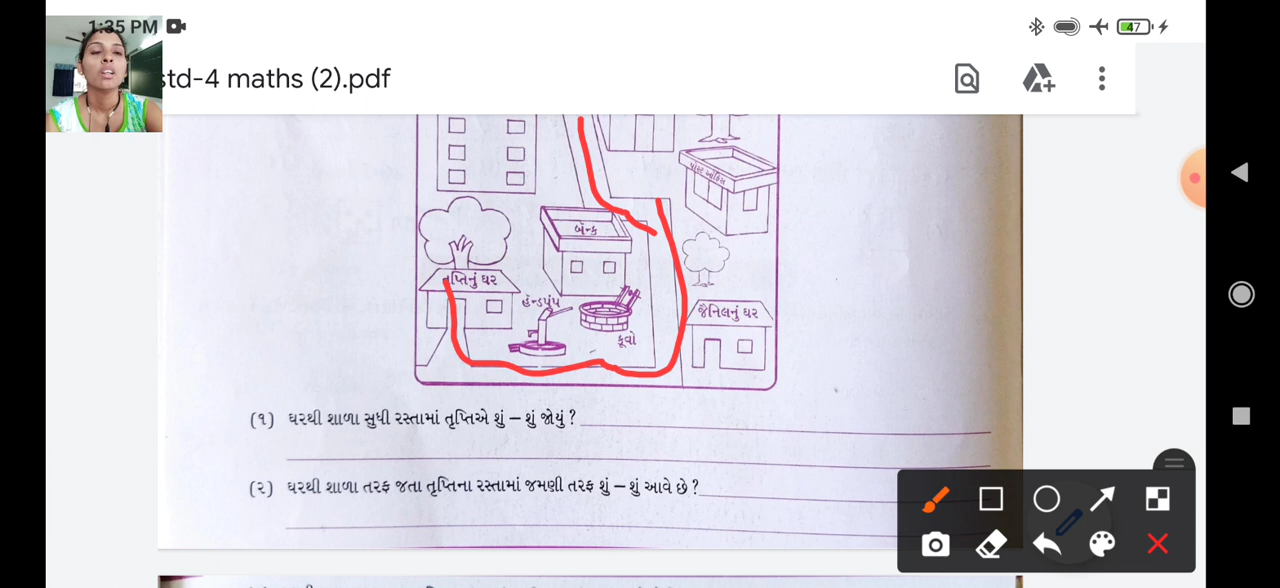 1:35 PM
47
std-4 maths (2).pdf
પોસ્ટ ઓફિસ
બેન્ક
તૃપ્તિનું ઘર
હૅન્ડપંપ
કૂવો
જૈનિલનું ઘર
(૧) ઘરથી શાળા સુધી રસ્તામાં તૃપ્તિએ શું – શું જોયું ?
(૨) ઘરથી શાળા તરફ જતા તૃપ્તિના રસ્તામાં જમણી તરફ શું – શું આવે છે ?